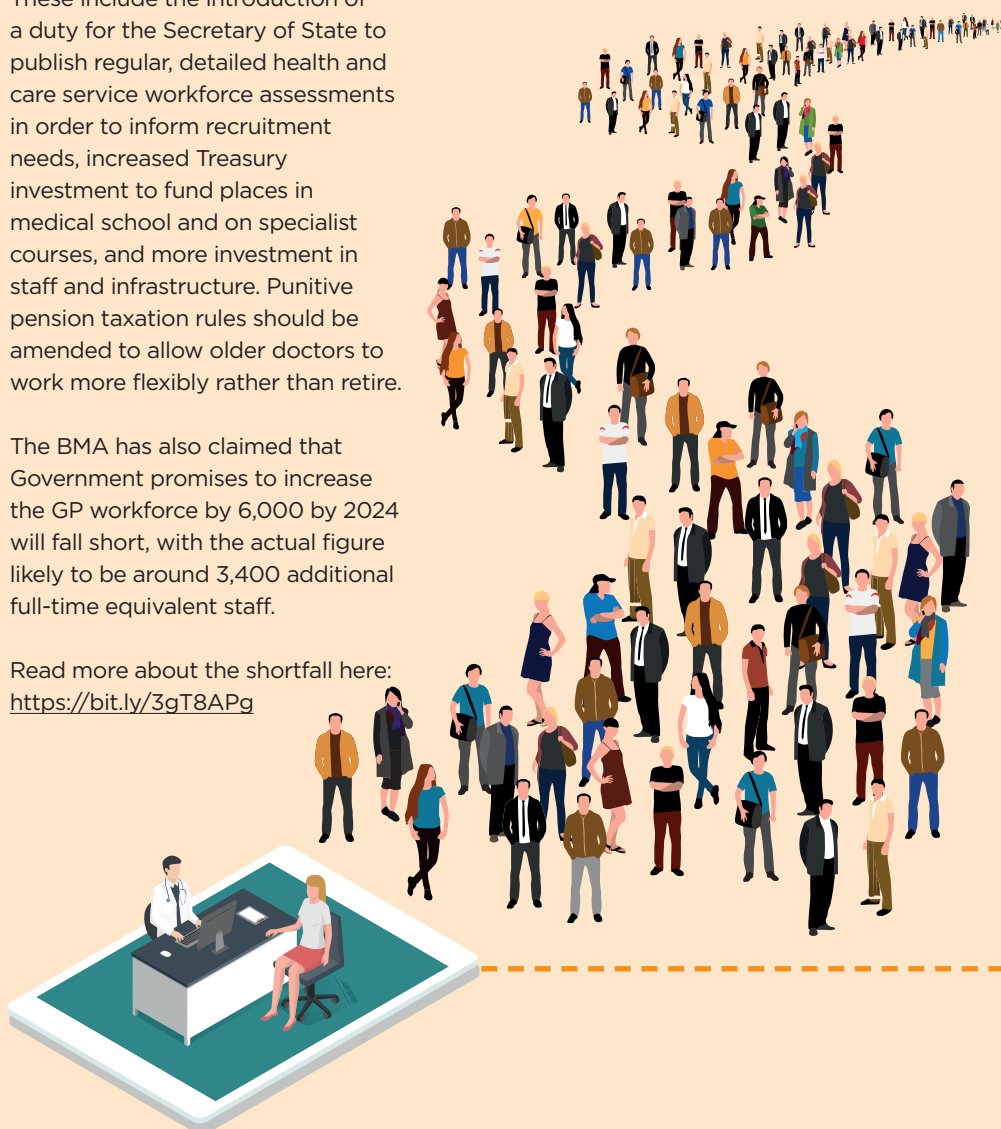 These include the introduction of
a duty for the Secretary of State to
publish regular, detailed health and
care service workforce assessments
in order to inform recruitment
needs, increased Treasury
investment to fund places in
medical school and on specialist
courses, and more investment in
staff and infrastructure. Punitive
pension taxation rules should be
amended to allow older doctors to
work more flexibly rather than retire.
The BMA has also claimed that
Government promises to increase
the GP workforce by 6,000 by 2024
will fall short, with the actual figure
likely to be around 3,400 additional
full-time equivalent staff.
Read more about the shortfall here:
https://bit.ly/3gT8APg